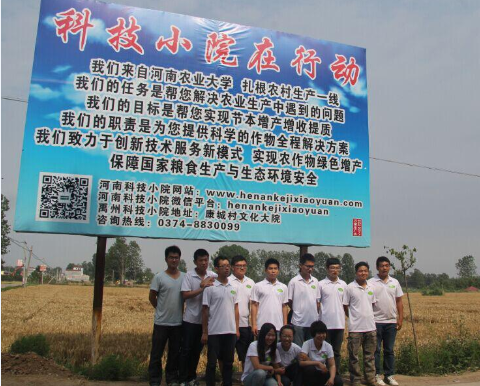 科技小院在行动
我们来自河南农业大学 扎根农村生产一线
我们的任务是帮您解决农业生产中遇到的问题
我们的目标是帮您实现节本增产增收提质
我们的职责是为您提供科学的作物全程解决方案
我们致力于创新技术服务新模式 实现农作物绿色增产
保障国家粮食生产与生态环境安全
河南科技小院网站:www.henankejixiaoyuan.com
河南科技小院微信平台:henankejixiaoyuan
禹州科技小院地址:康城村文化大院
咨询热线:0374-8830099